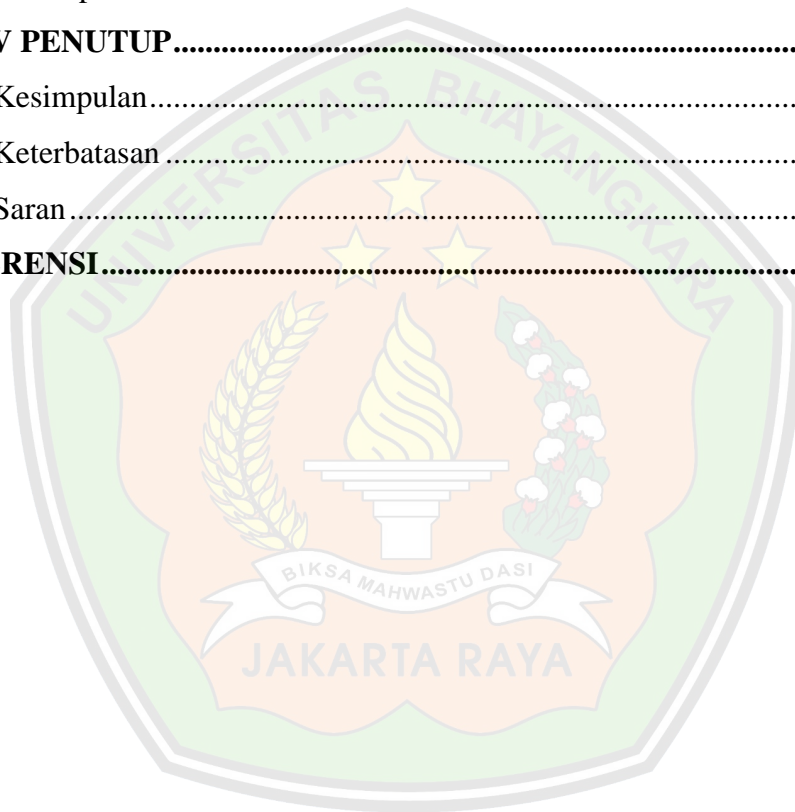 PENUTUP........................................................................................
Kesimpulan........................................................................................
Keterbatasan........................................................................................
Saran........................................................................................
RENSI........................................................................................
UNIVERSITAS BHAYANGKARA
BIKSA MAHWASTU DASI
JAKARTA RAYA